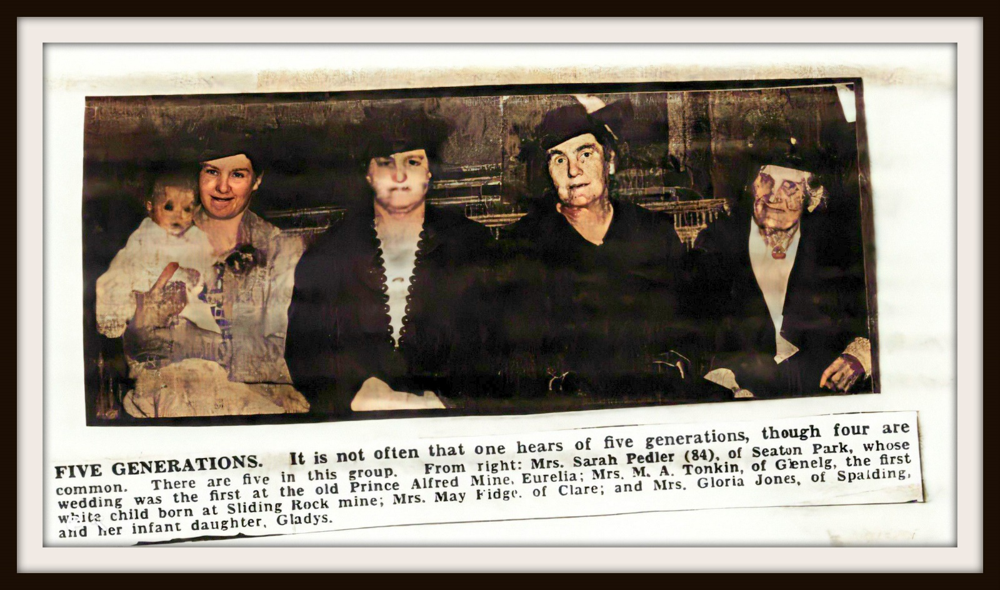 FIVE GENERATIONS. It is not often that one hears of five generations, though four are
common. There are five in this group. From right: Mrs. Sarah Pedler (84), of Seaton Park, whose
wedding was the first at the old Prince Alfred Mine, Eurelia; Mrs. M. A. Tonkin, of Glenelg, the first
white child born at Sliding Rock mine; Mrs. May Fidge. of Clare; and Mrs. Gloria Jones, of Spalding,
and her infant daughter, Gladys.